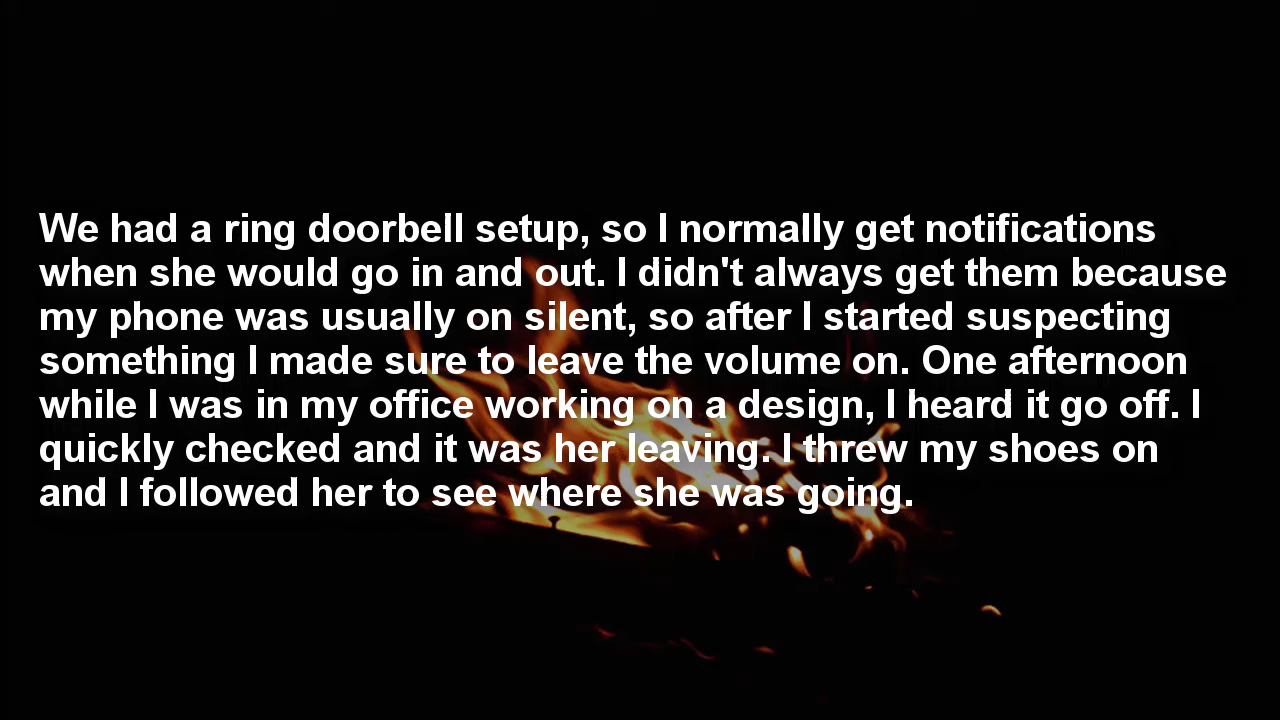 We had a ring doorbell setup, so I normally get notifications
when she would go in and out. I didn't always get them because
my phone was usually on silent, so after I started suspecting
something I made sure to leave the volume on. One afternoon
while I was in my office working on a design, I heard it go off. I
quickly checked and it was her leaving. I threw my shoes on
and I followed her to see where she was going.